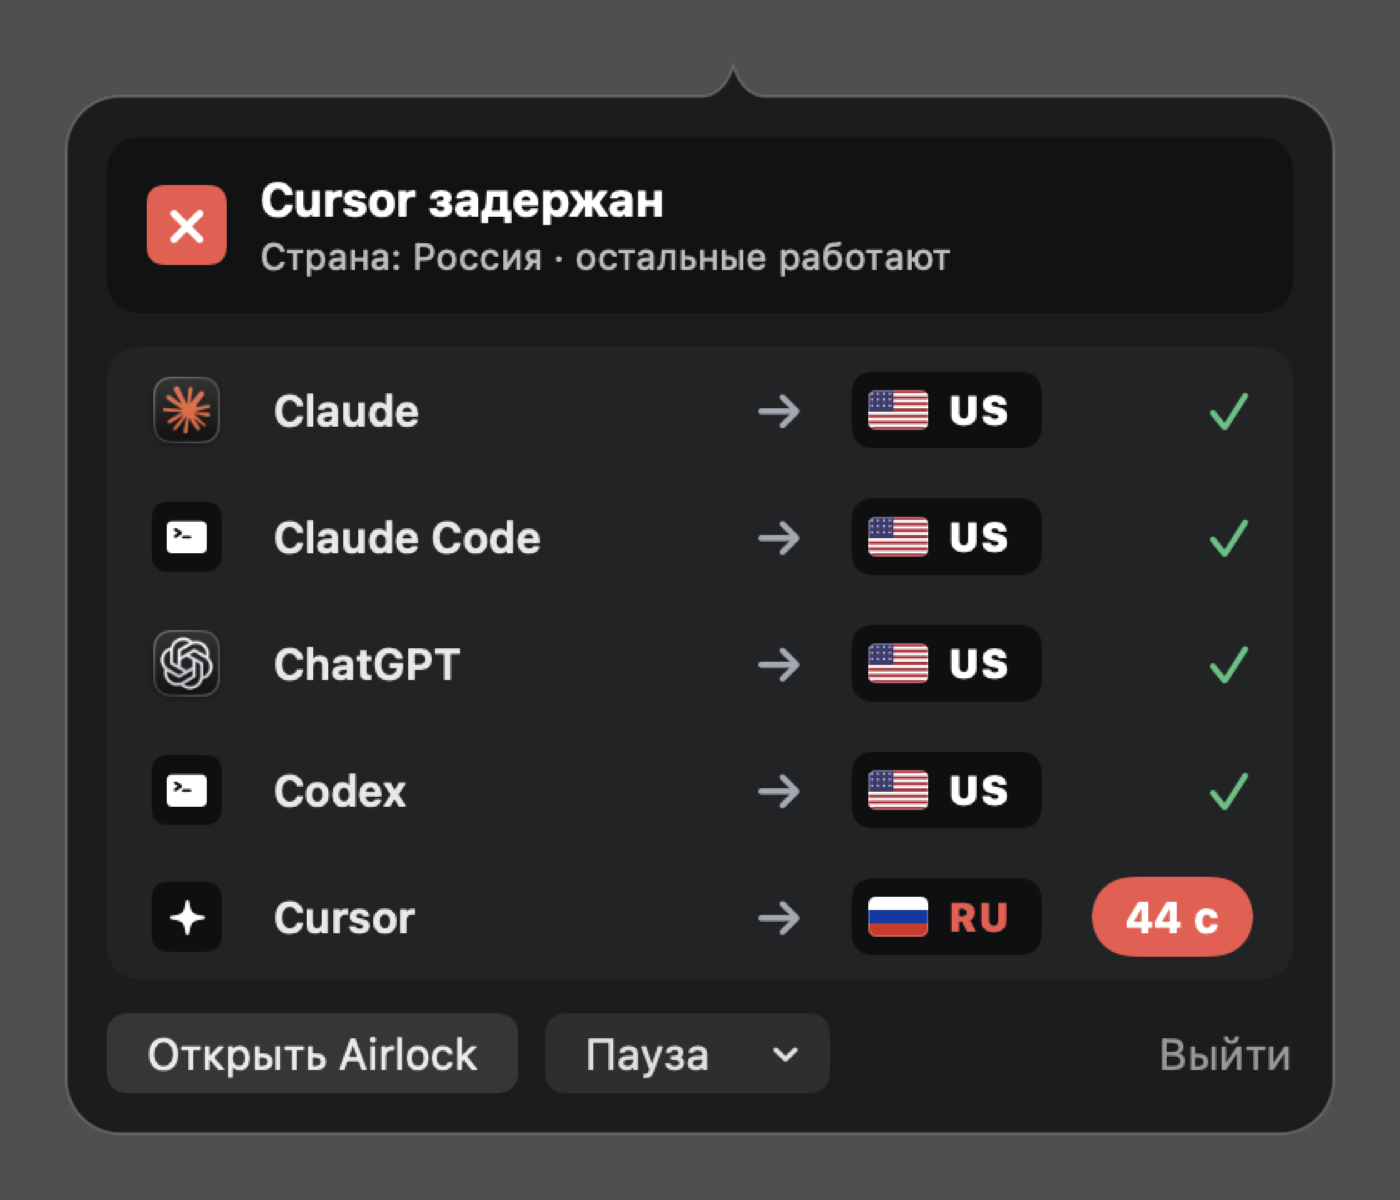 Cursor задержан
Страна: Россия · остальные работают
Claude → US ✓
>- Claude Code → US ✓
ChatGPT → US ✓
>- Codex → US ✓
Cursor → RU 44 с
Открыть Airlock Пауза Выйти